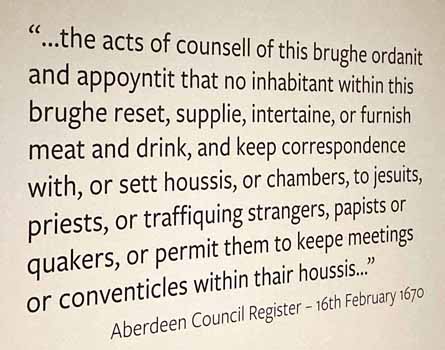 “...the acts of counsell of this brughe ordanit
and appoyntit that no inhabitant within this
brughe reset, supplie, intertaine, or furnish
meat and drink, and keep correspondence
with, or sett houssis, or chambers, to jesuits,
priests, or traffiquing strangers, papists or
quakers, or permit them to keepe meetings
or conventicles within thair houssis...”
Aberdeen Council Register – 16th February 1670